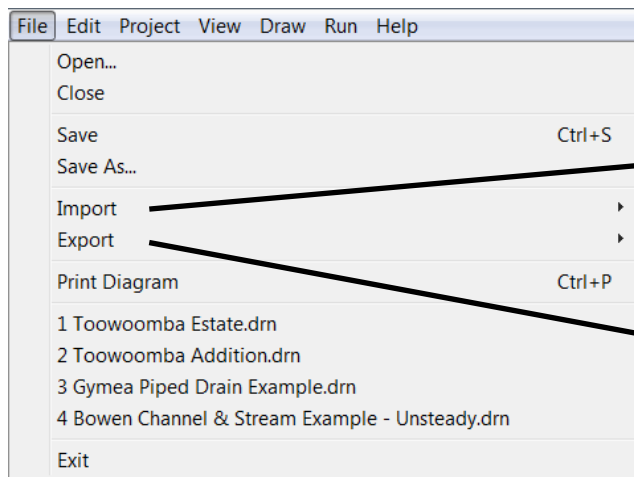 File Edit Project View Draw Run Help
Open...
Close
Save Ctrl+S
Save As...
Import
Export
Print Diagram Ctrl+P
1 Toowoomba Estate.drn
2 Toowoomba Addition.drn
3 Gymea Piped Drain Example.drn
4 Bowen Channel & Stream Example - Unsteady.drn
Exit